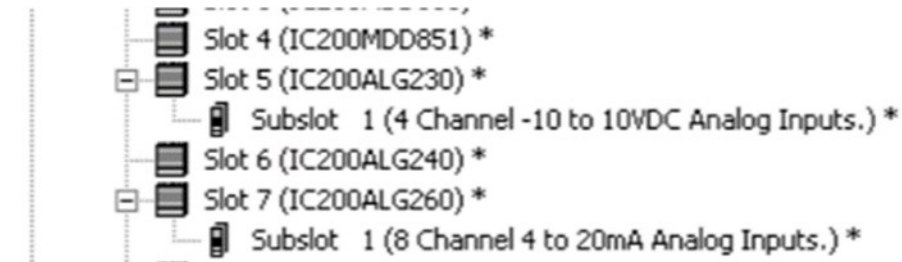 Slot 4 (IC200MDD851) *
Slot 5 (IC200ALG230) *
Subslot 1 (4 Channel -10 to 10VDC Analog Inputs.) *
Slot 6 (IC200ALG240) *
Slot 7 (IC200ALG260) *
Subslot 1 (8 Channel 4 to 20mA Analog Inputs.) *